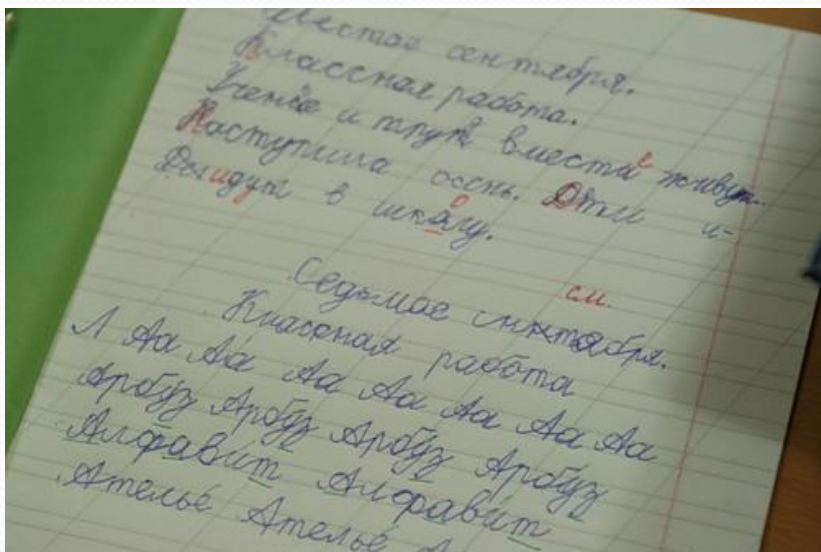 Шестое сентября.
Классная работа.
Ученье и труд вместе живут.
Наступила осень. Дети и-
идут в школу.
Седьмое сентября.
см.
Классная работа
Л Аа Аа Аа Аа Аа Аа Аа
Арбуз Арбуз Арбуз Арбуз
Алфавит Алфавит
Ателье Ателье